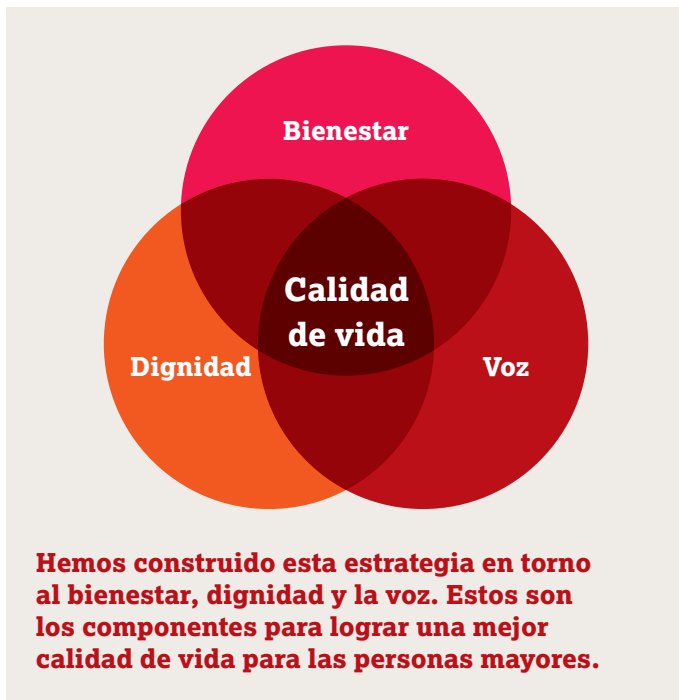 Bienestar
Calidad
de vida
Dignidad
Voz
Hemos construido esta estrategia en torno
al bienestar, dignidad y la voz. Estos son
los componentes para lograr una mejor
calidad de vida para las personas mayores.